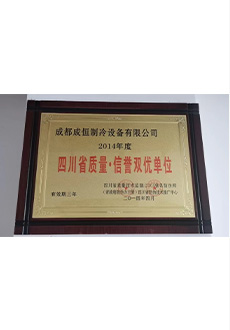 成都成恒制冷设备有限公司
2014年度
四川省质量·信誉双优单位
有效期三年
二〇一四年四月